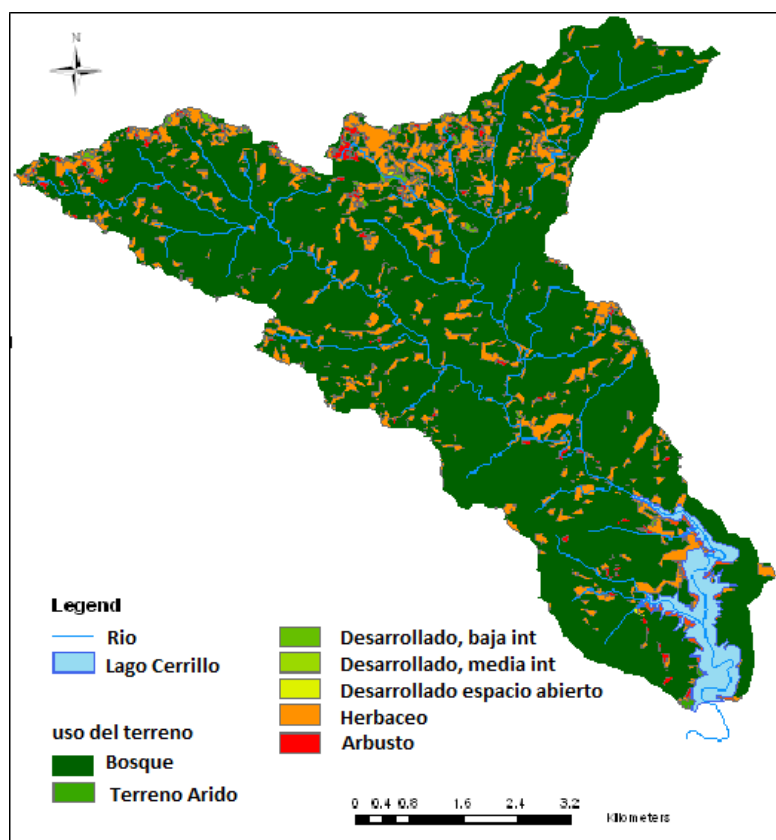 N
Legend
Rio
Lago Cerrillo
uso del terreno
Bosque
Terreno Arido
Desarrollado, baja int
Desarrollado, media int
Desarrollado espacio abierto
Herbaceo
Arbusto
0 0.4 0.8 1.6 2.4 3.2
Kilometers